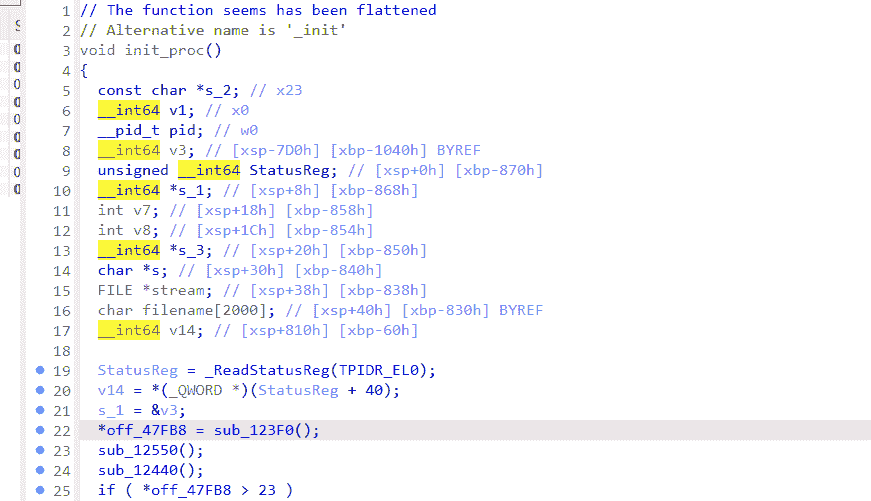 1 // The function seems has been flattened
2 // Alternative name is '_init'
3 void init_proc()
4 {
5 const char *s_2; // x23
6 __int64 v1; // x0
7 __pid_t pid; // w0
8 __int64 v3; // [xsp-7D0h] [xbp-1040h] BYREF
9 unsigned __int64 StatusReg; // [xsp+0h] [xbp-870h]
10 __int64 *s_1; // [xsp+8h] [xbp-868h]
11 int v7; // [xsp+18h] [xbp-858h]
12 int v8; // [xsp+1Ch] [xbp-854h]
13 __int64 *s_3; // [xsp+20h] [xbp-850h]
14 char *s; // [xsp+30h] [xbp-840h]
15 FILE *stream; // [xsp+38h] [xbp-838h]
16 char filename[2000]; // [xsp+40h] [xbp-830h] BYREF
17 __int64 v14; // [xsp+810h] [xbp-60h]
18
19 StatusReg = _ReadStatusReg(TPIDR_EL0);
20 v14 = *(_QWORD *)(StatusReg + 40);
21 s_1 = &v3;
22 *off_47FB8 = sub_123F0();
23 sub_12550();
24 sub_12440();
25 if ( *off_47FB8 > 23 )